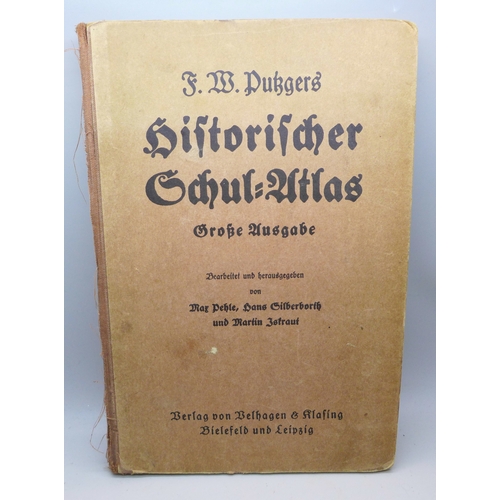 F. W. Putzgers
Historischer
Schul=Atlas
Große Ausgabe
Bearbeitet und herausgegeben
von
Max Pehle, Hans Silberborth
und Martin Iskraut
Verlag von Velhagen & Klasing
Bielefeld und Leipzig